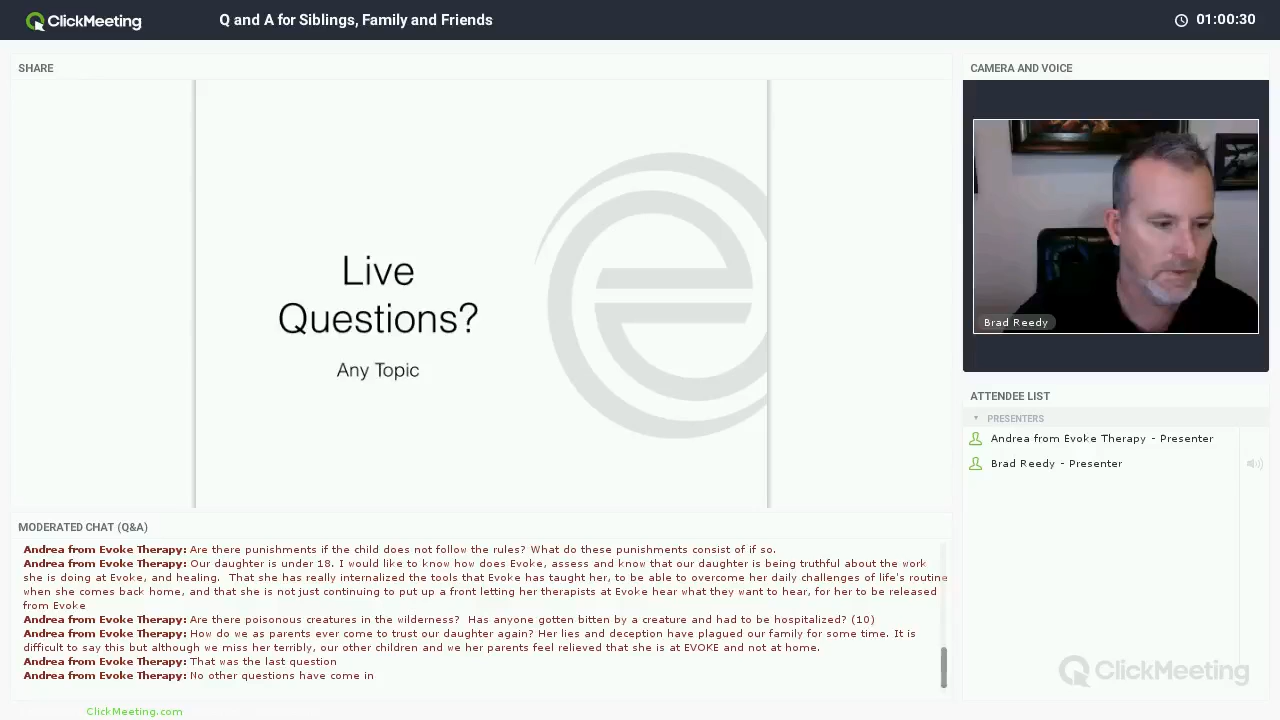 ClickMeeting
Q and A for Siblings, Family and Friends
01:00:30
SHARE
Live
Questions?
Any Topic
CAMERA AND VOICE
Brad Reedy
ATTENDEE LIST
PRESENTERS
Andrea from Evoke Therapy - Presenter
Brad Reedy - Presenter
MODERATED CHAT (Q&A)
Andrea from Evoke Therapy: Are there punishments if the child does not follow the rules? What do these punishments consist of if so.
Andrea from Evoke Therapy: Our daughter is under 18. I would like to know how does Evoke, assess and know that our daughter is being truthful about the work
she is doing at Evoke, and healing. That she has really internalized the tools that Evoke has taught her, to be able to overcome her daily challenges of life's routine
when she comes back home, and that she is not just continuing to put up a front letting her therapists at Evoke hear what they want to hear, for her to be released
from Evoke
Andrea from Evoke Therapy: Are there poisonous creatures in the wilderness? Has anyone gotten bitten by a creature and had to be hospitalized? (10)
Andrea from Evoke Therapy: How do we as parents ever come to trust our daughter again? Her lies and deception have plagued our family for some time. It is
difficult to say this but although we miss her terribly, our other children and we her parents feel relieved that she is at EVOKE and not at home.
Andrea from Evoke Therapy: That was the last question
Andrea from Evoke Therapy: No other questions have come in
ClickMeeting
ClickMeeting.com